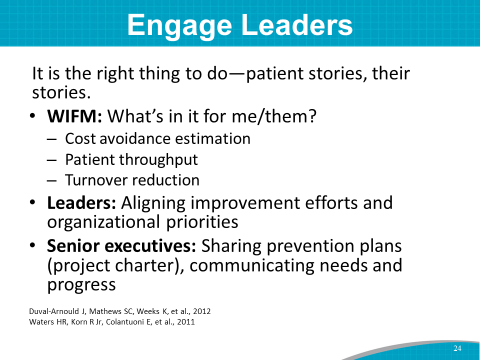 Engage Leaders
It is the right thing to do—patient stories, their
stories.
• WIFM: What's in it for me/them?
– Cost avoidance estimation
– Patient throughput
– Turnover reduction
• Leaders: Aligning improvement efforts and
organizational priorities
• Senior executives: Sharing prevention plans
(project charter), communicating needs and
progress
Duval-Arnould J, Mathews SC, Weeks K, et al., 2012
Waters HR, Korn R Jr, Colantuoni E, et al., 2011
24